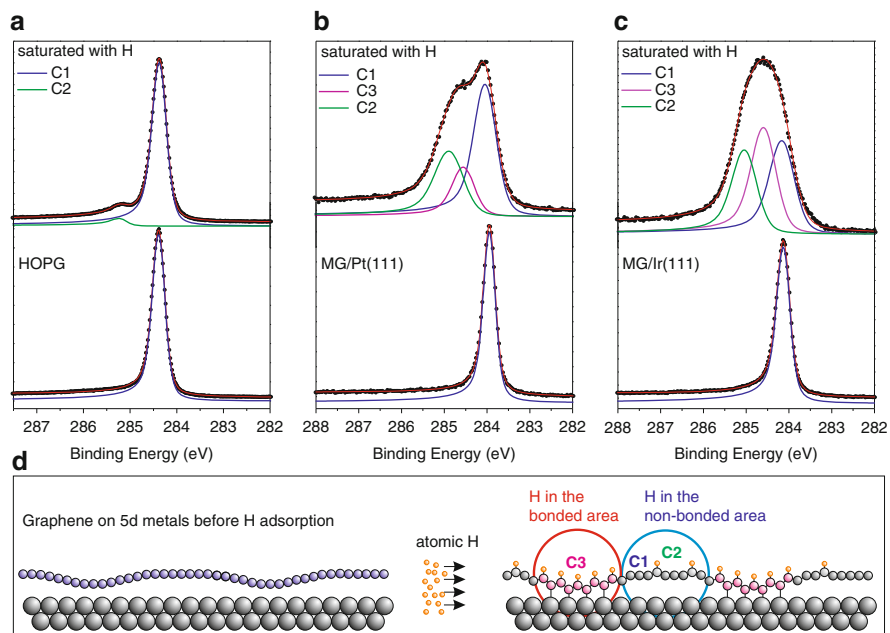 a
saturated with H
C1
C2
HOPG
287 286 285 284 283 282
Binding Energy (eV)
b
saturated with H
C1
C3
C2
MG/Pt(111)
288 287 286 285 284 283 282
Binding Energy (eV)
c
saturated with H
C1
C3
C2
MG/Ir(111)
288 287 286 285 284 283 282
Binding Energy (eV)
d
Graphene on 5d metals before H adsorption
atomic H
H in the
bonded area
H in the
non-bonded area
C3
C1
C2